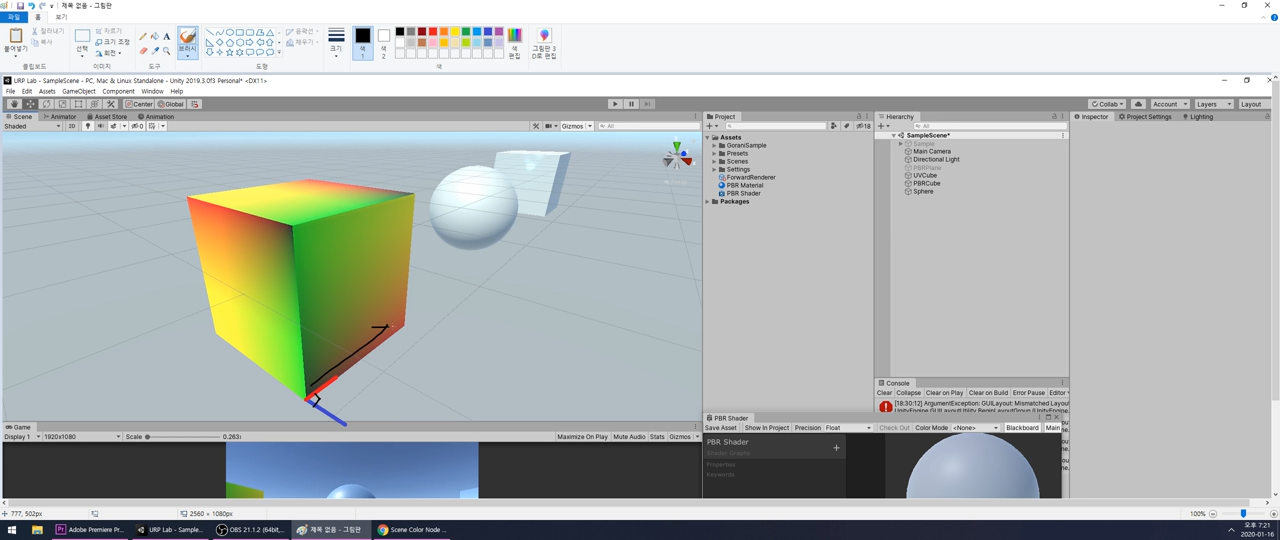 제목 없음 - 그림판
파일 홈 보기
붙여넣기 잘라내기 복사 선택 자르기 크기 조정 회전 브러시 윤곽선 채우기 크기 색 1 색 2 색 편집 그림판 3D로 편집
클립보드 이미지 도구 도형 색
URP Lab - SampleScene - PC, Mac & Linux Standalone - Unity 2019.3.0f3 Personal* <DX11>
File Edit Assets GameObject Component Window Help
Center Global Collab Account Layers Layout
Scene Animator Asset Store Animation
Shaded 2D 0 Gizmos All
Project
18
Assets
GoraniSample
Presets
Scenes
Settings
ForwardRenderer
PBR Material
PBR Shader
Packages
Hierarchy
All
SampleScene*
Sample
Main Camera
Directional Light
PBRPlane
UVCube
PBRCube
Sphere
Inspector Project Settings Lighting
Console
Clear Collapse Clear on Play Clear on Build Error Pause Editor
[18:30:12] ArgumentException: GUILayout: Mismatched Layou
Game
Display 1 1920x1080 Scale 0.263 Maximize On Play Mute Audio Stats Gizmos
PBR Shader
Save Asset Show In Project Precision Float Check Out Color Mode <None> Blackboard Main
PBR Shader
Shader Graphs
Properties
Keywords
777, 502px 2560 × 1080px 100%
Adobe Premiere Pr... URP Lab - Sample... OBS 21.1.2 (64bit,... 제목 없음 - 그림판 Scene Color Node ...
오후 7:21
2020-01-16